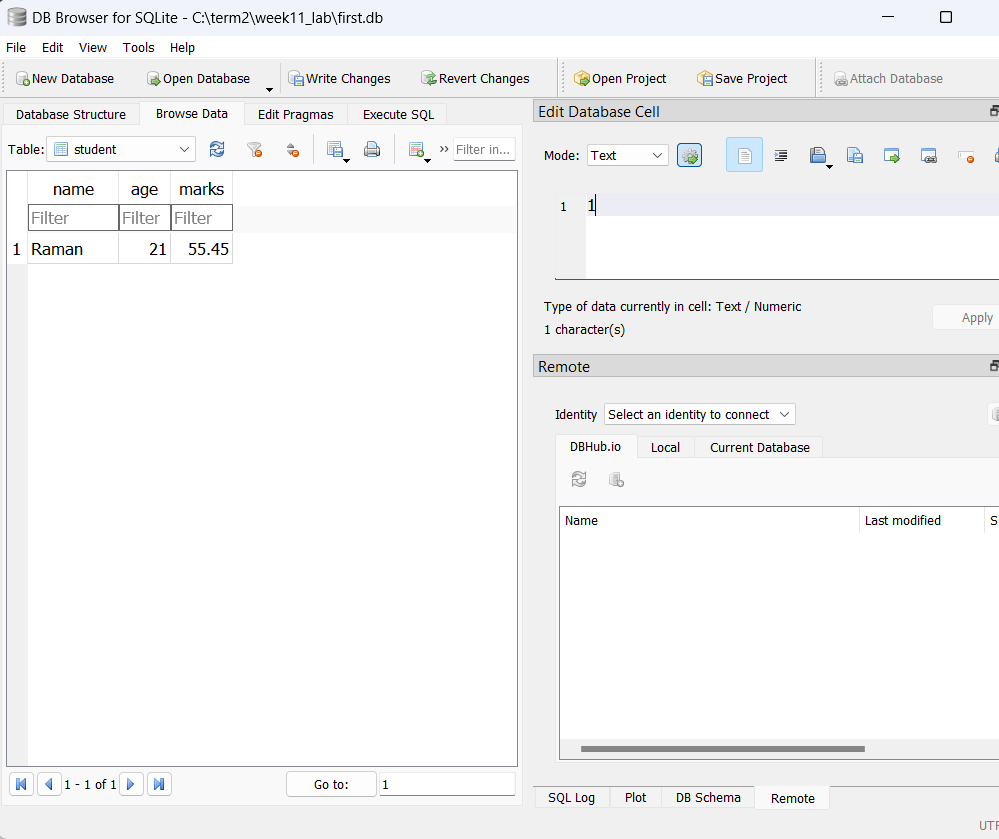 DB Browser for SQLite - C:\term2\week11_lab\first.db
File Edit View Tools Help
New Database Open Database Write Changes Revert Changes Open Project Save Project Attach Database
Database Structure Browse Data Edit Pragmas Execute SQL
Table: student Filter in...
name age marks
Filter Filter Filter
1 Raman 21 55.45
1 - 1 of 1 Go to: 1
Edit Database Cell
Mode: Text
1 1
Type of data currently in cell: Text / Numeric
1 character(s)
Apply
Remote
Identity Select an identity to connect
DBHub.io Local Current Database
Name Last modified S
SQL Log Plot DB Schema Remote
UTF